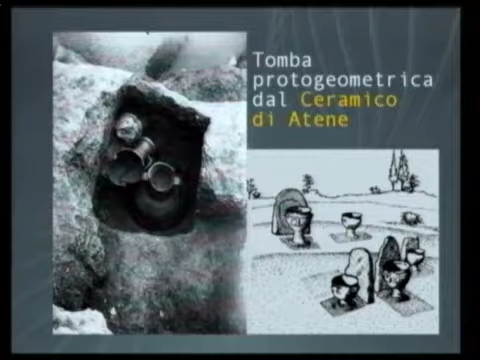 Tomba
protogeometrica
dal Ceramico
di Atene